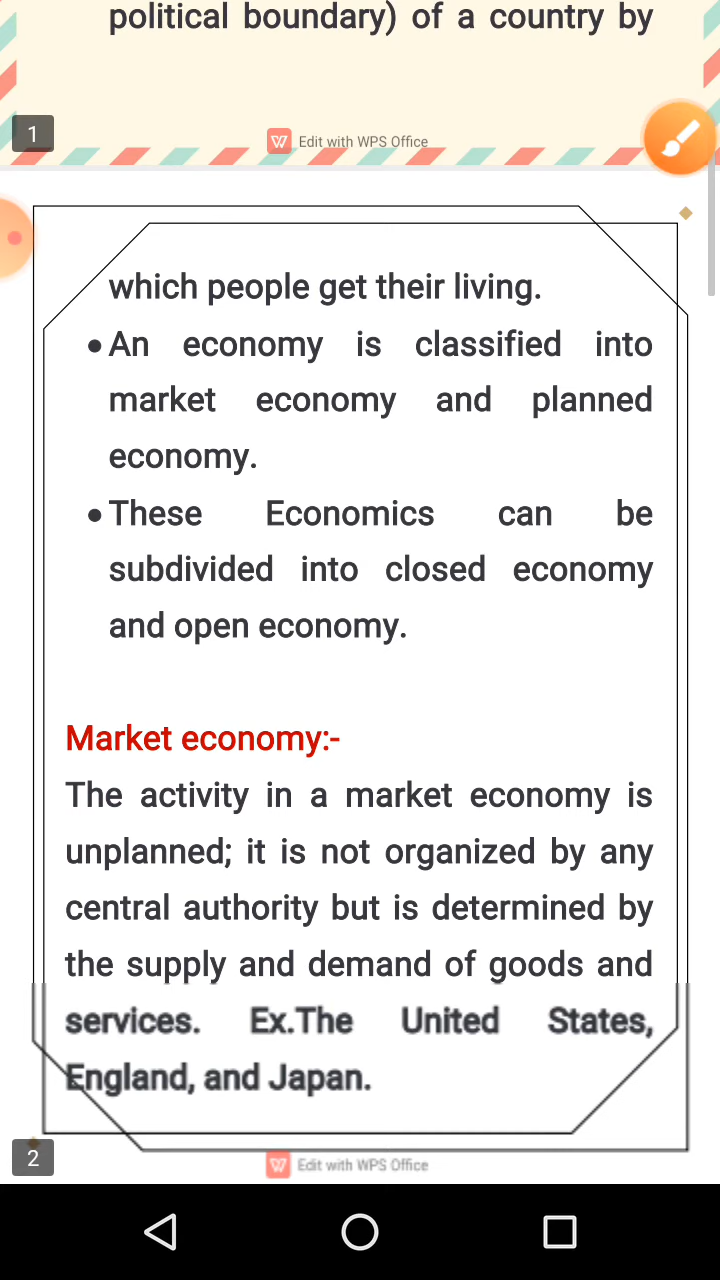 political boundary) of a country by
1
Edit with WPS Office
which people get their living.
• An economy is classified into
market economy and planned
economy.
• These Economics can be
subdivided into closed economy
and open economy.
Market economy:-
The activity in a market economy is
unplanned; it is not organized by any
central authority but is determined by
the supply and demand of goods and
services. Ex.The United States,
England, and Japan.
2
Edit with WPS Office